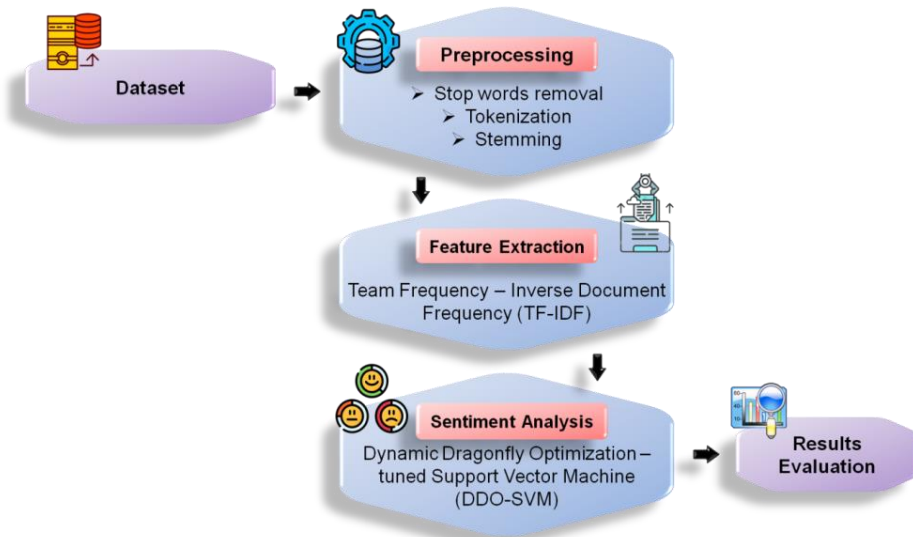 Dataset
Preprocessing
➢ Stop words removal
➢ Tokenization
➢ Stemming
Feature Extraction
Team Frequency – Inverse Document
Frequency (TF-IDF)
Sentiment Analysis
Dynamic Dragonfly Optimization –
tuned Support Vector Machine
(DDO-SVM)
Results
Evaluation